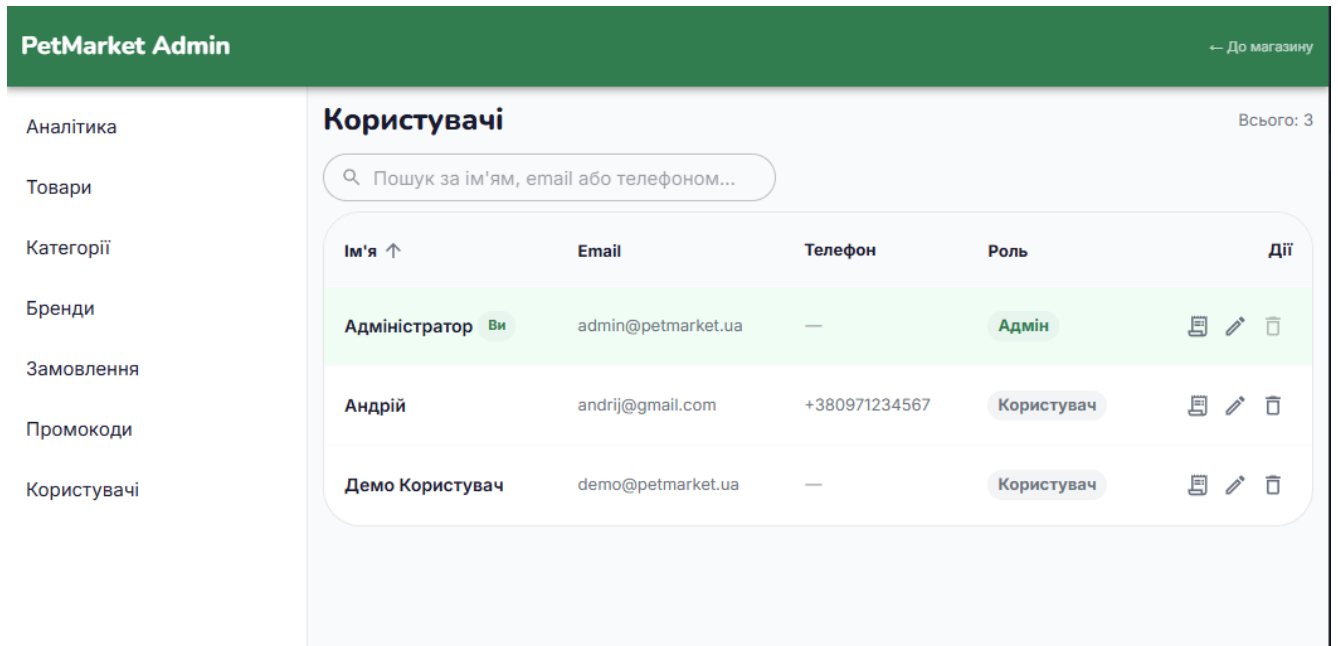 PetMarket Admin
← До магазину
Аналітика
Товари
Категорії
Бренди
Замовлення
Промокоди
Користувачі
Користувачі
Всього: 3
Пошук за ім'ям, email або телефоном...
Ім'я ↑ Email Телефон Роль Дії
Адміністратор Ви admin@petmarket.ua — Адмін
Андрій andrij@gmail.com +380971234567 Користувач
Демо Користувач demo@petmarket.ua — Користувач